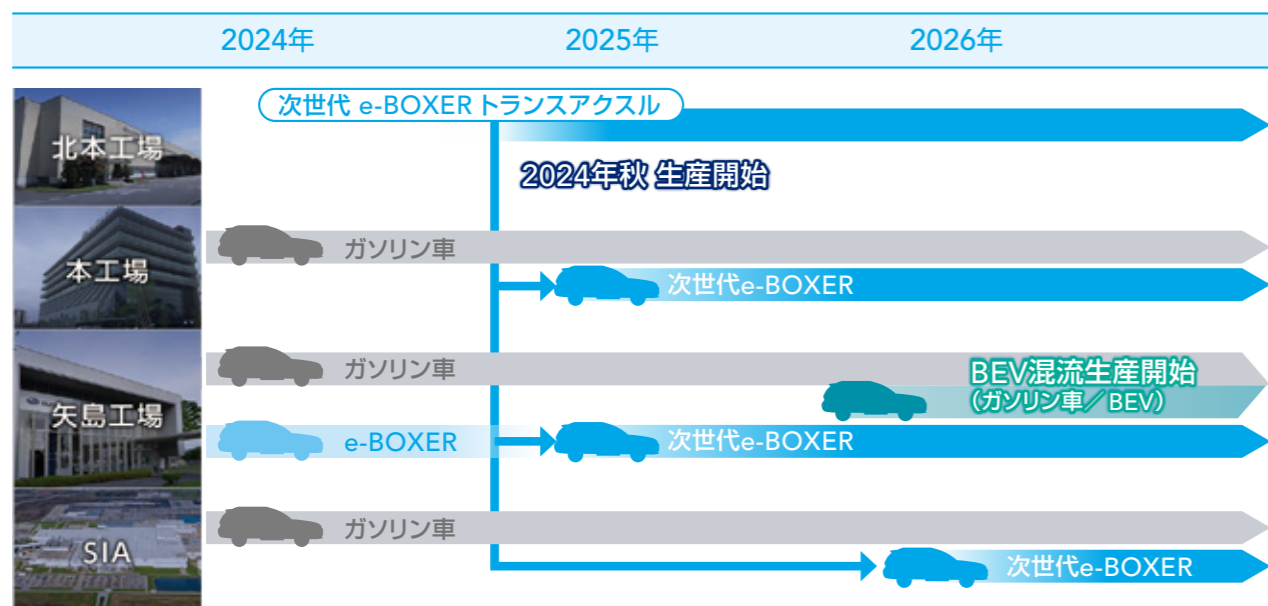 2024年 2025年 2026年
北本工場
次世代 e-BOXER トランスアクスル
2024年秋 生産開始
本工場
ガソリン車
次世代e-BOXER
矢島工場
ガソリン車
BEV混流生産開始
(ガソリン車/BEV)
e-BOXER
次世代e-BOXER
SIA
ガソリン車
次世代e-BOXER